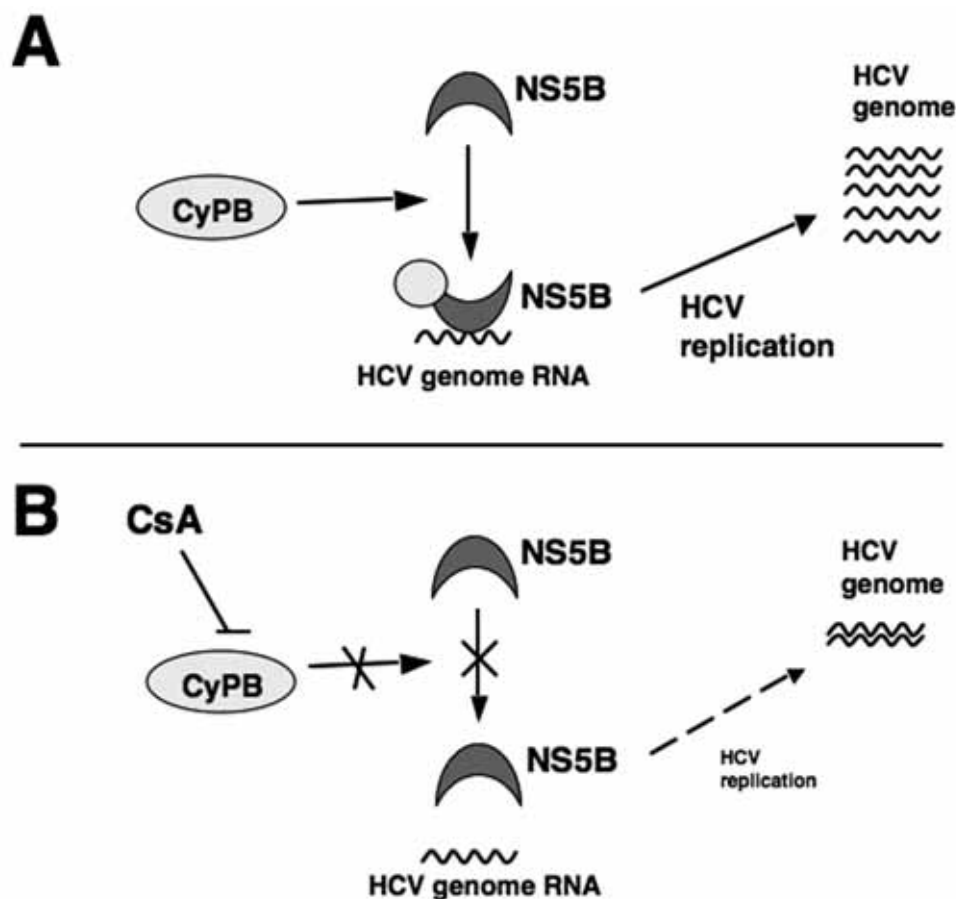 A
NS5B
HCV
genome
CyPB
NS5B
HCV
replication
HCV genome RNA
B
CsA
NS5B
HCV
genome
CyPB
NS5B
HCV
replication
HCV genome RNA